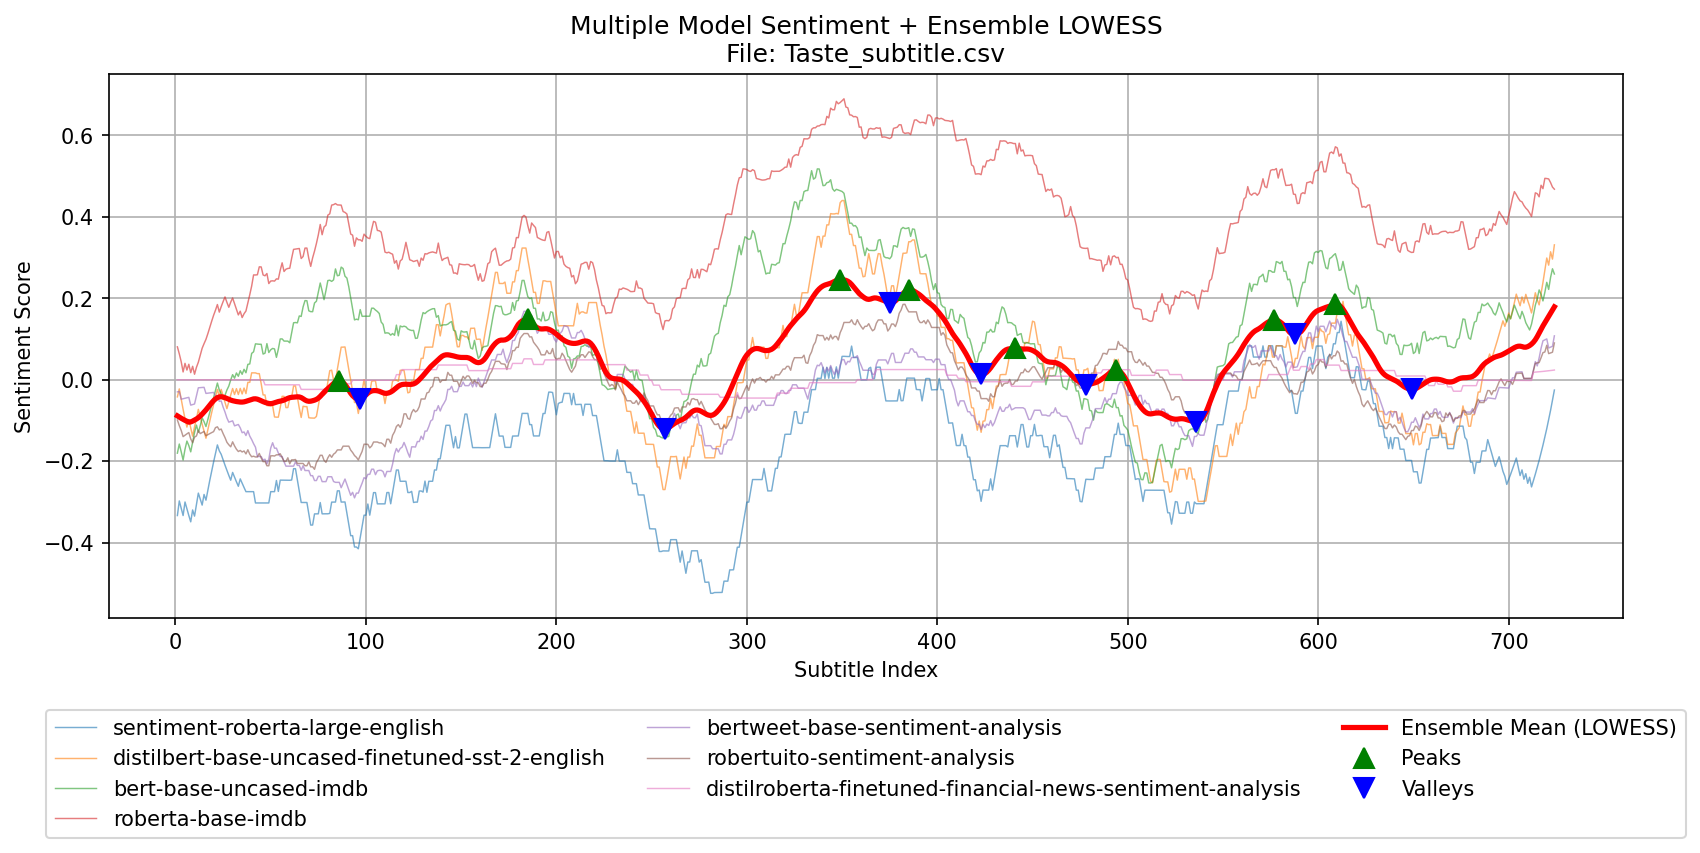 Multiple Model Sentiment + Ensemble LOWESS
File: Taste_subtitle.csv
Sentiment Score
0.6
0.4
0.2
0.0
−0.2
−0.4
0 100 200 300 400 500 600 700
Subtitle Index
sentiment-roberta-large-english
distilbert-base-uncased-finetuned-sst-2-english
bert-base-uncased-imdb
roberta-base-imdb
bertweet-base-sentiment-analysis
robertuito-sentiment-analysis
distilroberta-finetuned-financial-news-sentiment-analysis
Ensemble Mean (LOWESS)
Peaks
Valleys